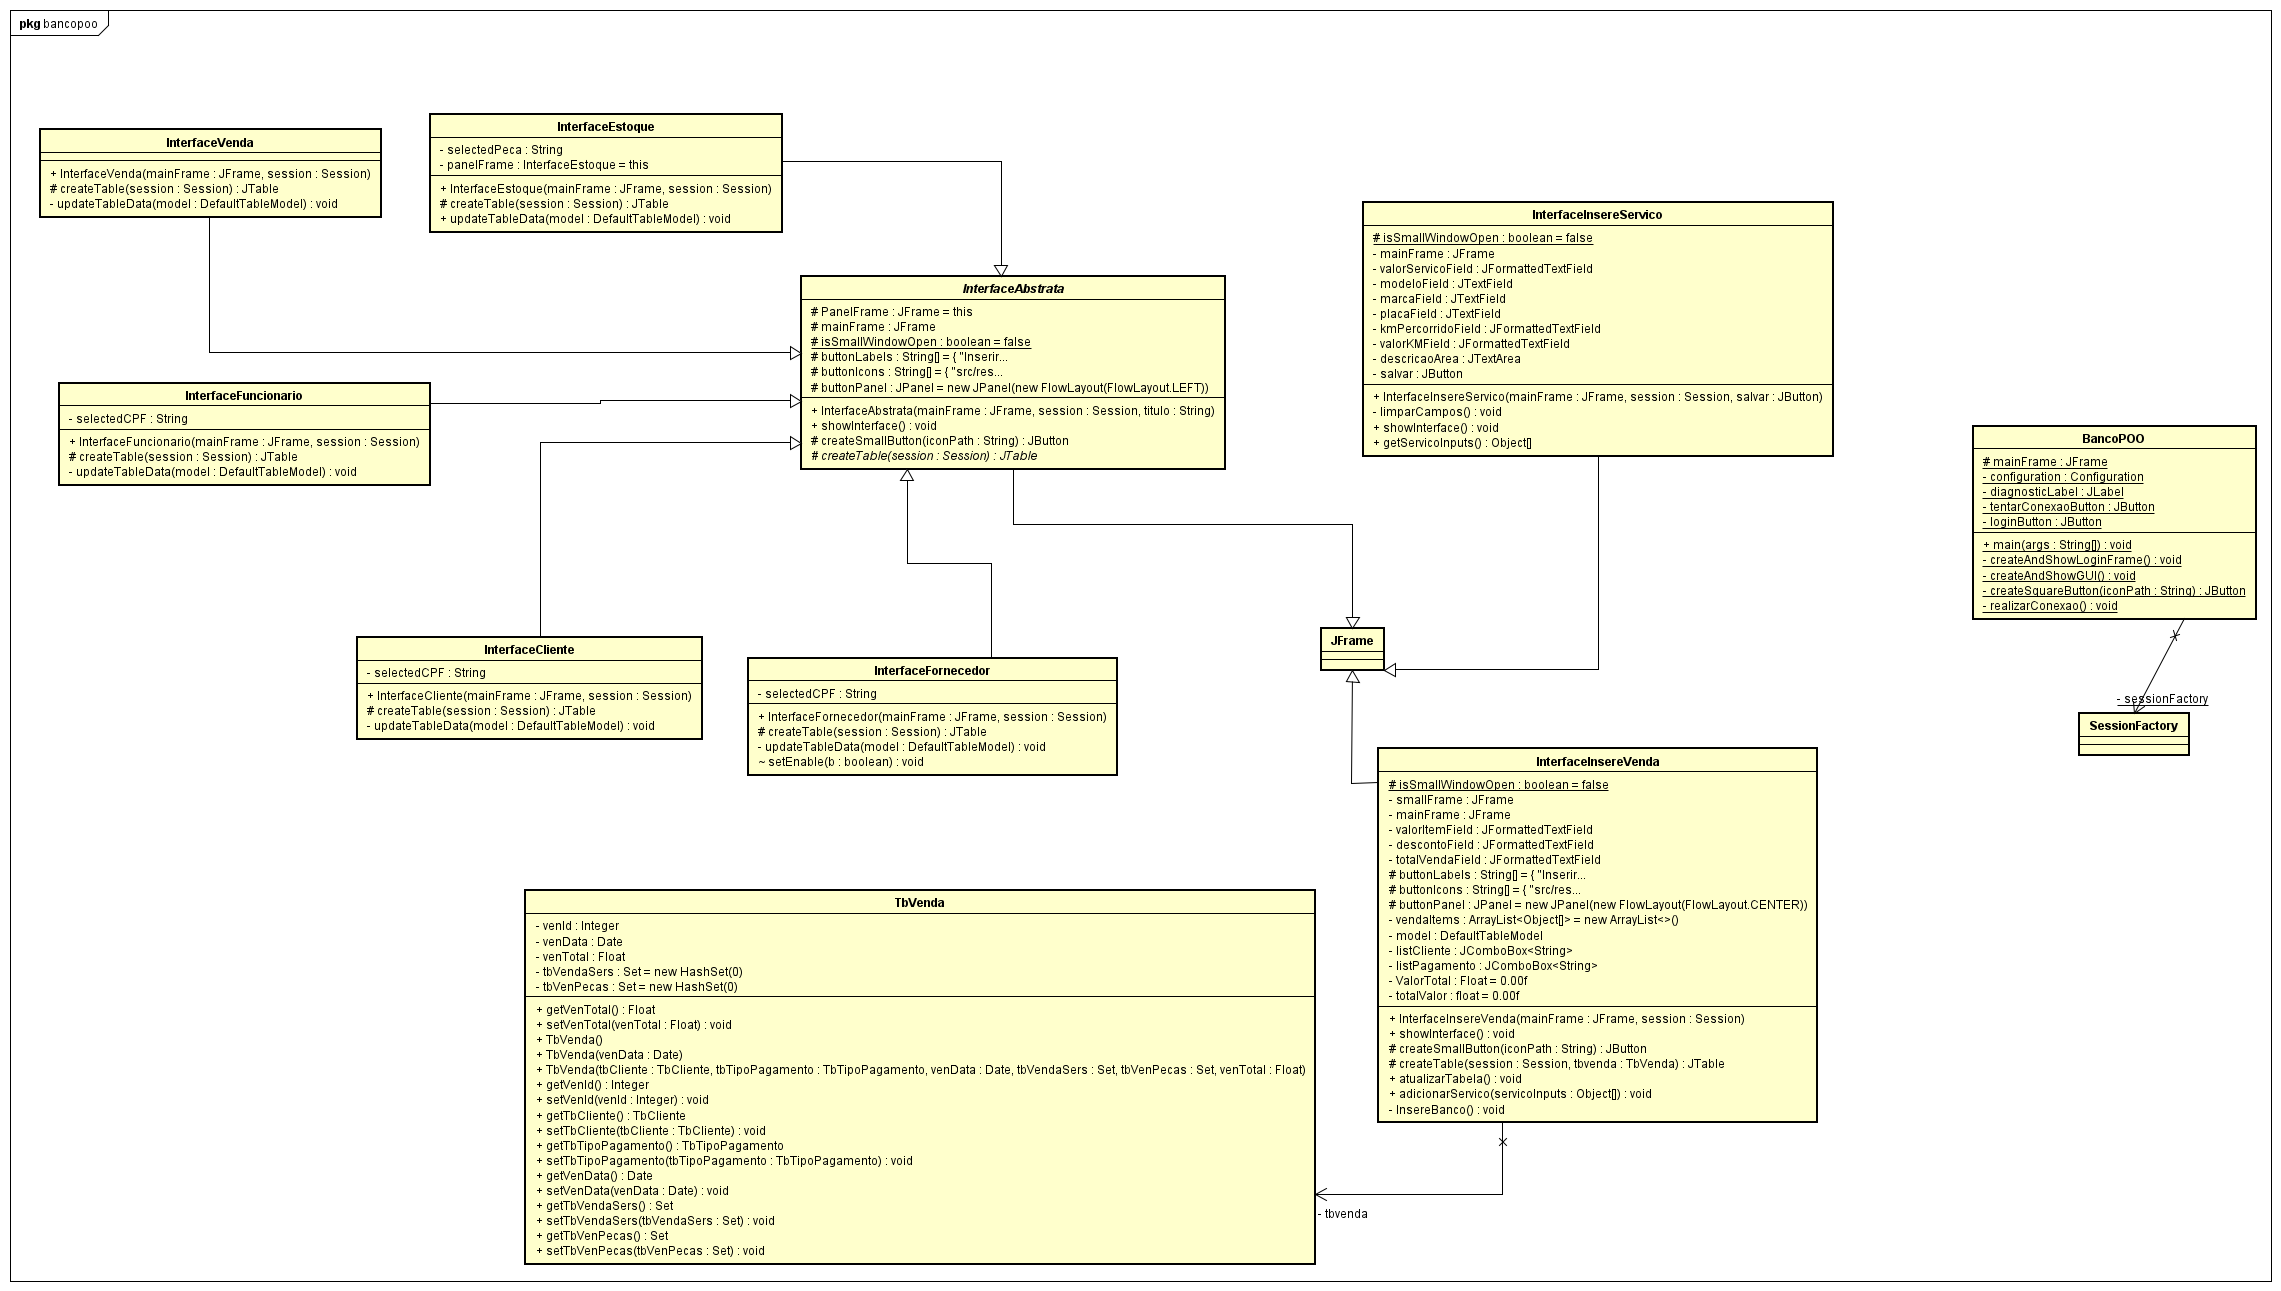 pkg bancopoo
InterfaceVenda
+ InterfaceVenda(mainFrame : JFrame, session : Session)
# createTable(session : Session) : JTable
- updateTableData(model : DefaultTableModel) : void
InterfaceEstoque
- selectedPeca : String
- panelFrame : InterfaceEstoque = this
+ InterfaceEstoque(mainFrame : JFrame, session : Session)
# createTable(session : Session) : JTable
+ updateTableData(model : DefaultTableModel) : void
InterfaceAbstrata
# PanelFrame : JFrame = this
# mainFrame : JFrame
# isSmallWindowOpen : boolean = false
# buttonLabels : String[] = { "Inserir...
# buttonIcons : String[] = { "src/res...
# buttonPanel : JPanel = new JPanel(new FlowLayout(FlowLayout.LEFT))
+ InterfaceAbstrata(mainFrame : JFrame, session : Session, titulo : String)
+ showInterface() : void
# createSmallButton(iconPath : String) : JButton
# createTable(session : Session) : JTable
InterfaceInsereServico
# isSmallWindowOpen : boolean = false
- mainFrame : JFrame
- valorServicoField : JFormattedTextField
- modeloField : JTextField
- marcaField : JTextField
- placaField : JTextField
- kmPercorridoField : JFormattedTextField
- valorKMField : JFormattedTextField
- descricaoArea : JTextArea
- salvar : JButton
+ InterfaceInsereServico(mainFrame : JFrame, session : Session, salvar : JButton)
- limparCampos() : void
+ showInterface() : void
+ getServicoInputs() : Object[]
InterfaceFuncionario
- selectedCPF : String
+ InterfaceFuncionario(mainFrame : JFrame, session : Session)
# createTable(session : Session) : JTable
- updateTableData(model : DefaultTableModel) : void
BancoPOO
# mainFrame : JFrame
- configuration : Configuration
- diagnosticLabel : JLabel
- tentarConexaoButton : JButton
- loginButton : JButton
+ main(args : String[]) : void
- createAndShowLoginFrame() : void
- createAndShowGUI() : void
- createSquareButton(iconPath : String) : JButton
- realizarConexao() : void
InterfaceCliente
- selectedCPF : String
+ InterfaceCliente(mainFrame : JFrame, session : Session)
# createTable(session : Session) : JTable
- updateTableData(model : DefaultTableModel) : void
InterfaceFornecedor
- selectedCPF : String
+ InterfaceFornecedor(mainFrame : JFrame, session : Session)
# createTable(session : Session) : JTable
- updateTableData(model : DefaultTableModel) : void
~ setEnable(b : boolean) : void
JFrame
- sessionFactory
SessionFactory
InterfaceInsereVenda
# isSmallWindowOpen : boolean = false
- smallFrame : JFrame
- mainFrame : JFrame
- valorItemField : JFormattedTextField
- descontoField : JFormattedTextField
- totalVendaField : JFormattedTextField
# buttonLabels : String[] = { "Inserir...
# buttonIcons : String[] = { "src/res...
# buttonPanel : JPanel = new JPanel(new FlowLayout(FlowLayout.CENTER))
- vendaItems : ArrayList<Object[]> = new ArrayList<>()
- model : DefaultTableModel
- listCliente : JComboBox<String>
- listPagamento : JComboBox<String>
- ValorTotal : Float = 0.00f
- totalValor : float = 0.00f
+ InterfaceInsereVenda(mainFrame : JFrame, session : Session)
+ showInterface() : void
# createSmallButton(iconPath : String) : JButton
# createTable(session : Session, tbvenda : TbVenda) : JTable
+ atualizarTabela() : void
+ adicionarServico(servicoInputs : Object[]) : void
- InsereBanco() : void
TbVenda
- venId : Integer
- venData : Date
- venTotal : Float
- tbVendaSers : Set = new HashSet(0)
- tbVenPecas : Set = new HashSet(0)
+ getVenTotal() : Float
+ setVenTotal(venTotal : Float) : void
+ TbVenda()
+ TbVenda(venData : Date)
+ TbVenda(tbCliente : TbCliente, tbTipoPagamento : TbTipoPagamento, venData : Date, tbVendaSers : Set, tbVenPecas : Set, venTotal : Float)
+ getVenId() : Integer
+ setVenId(venId : Integer) : void
+ getTbCliente() : TbCliente
+ setTbCliente(tbCliente : TbCliente) : void
+ getTbTipoPagamento() : TbTipoPagamento
+ setTbTipoPagamento(tbTipoPagamento : TbTipoPagamento) : void
+ getVenData() : Date
+ setVenData(venData : Date) : void
+ getTbVendaSers() : Set
+ setTbVendaSers(tbVendaSers : Set) : void
+ getTbVenPecas() : Set
+ setTbVenPecas(tbVenPecas : Set) : void
- tbvenda